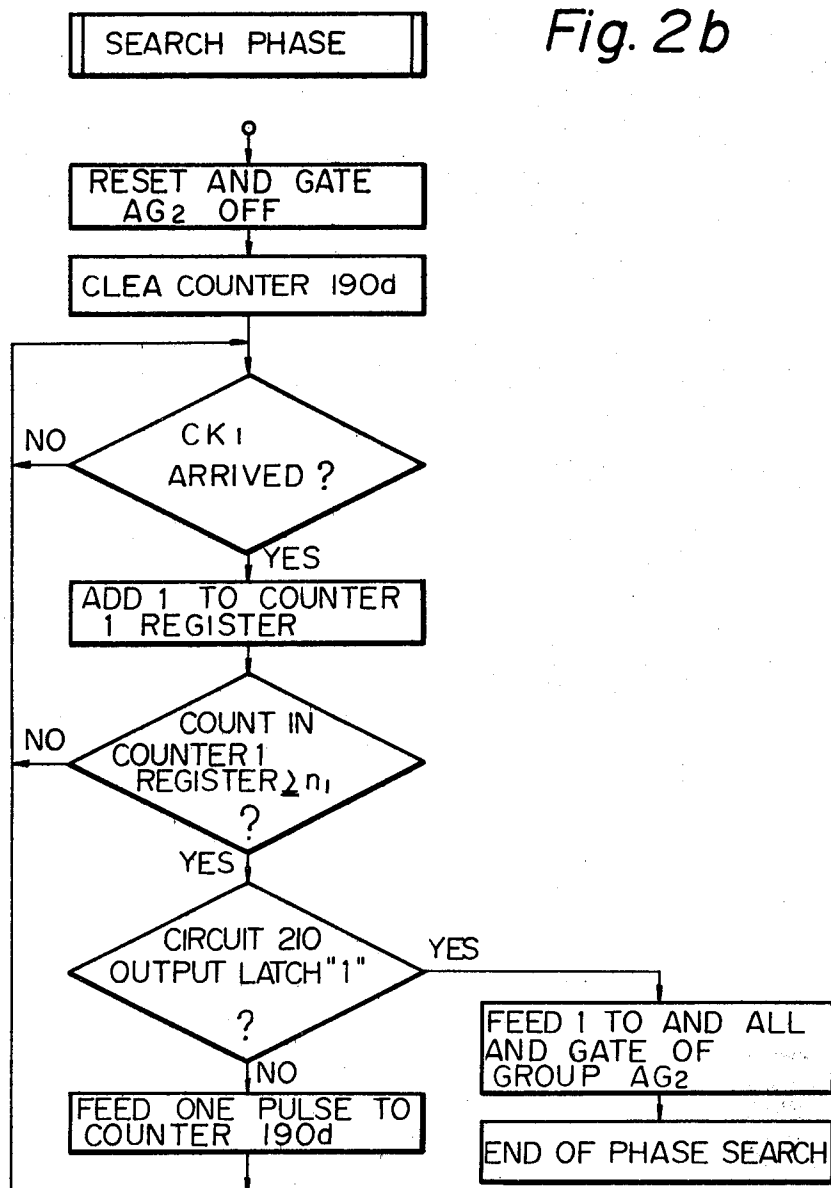 Fig. 2b
SEARCH PHASE
RESET AND GATE
AG2 OFF
CLEA COUNTER 190d
CK1
ARRIVED ?
NO
YES
ADD 1 TO COUNTER
1 REGISTER
COUNT IN
COUNTER 1
REGISTER ≥ n1
?
NO
YES
CIRCUIT 210
OUTPUT LATCH "1"
?
YES
NO
FEED ONE PULSE TO
COUNTER 190d
FEED 1 TO AND ALL
AND GATE OF
GROUP AG2
END OF PHASE SEARCH